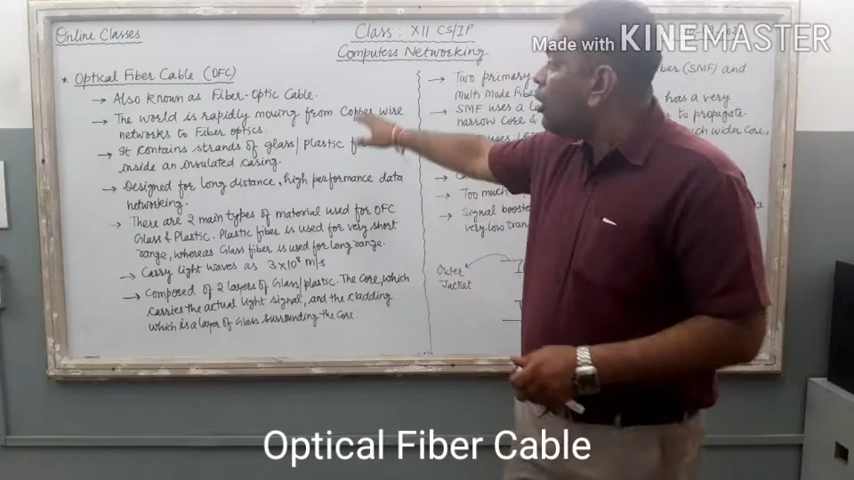 Online Classes
Class : XII CS/IP
Computers Networking
Made with KINEMASTER
* Optical Fiber Cable (OFC)
→ Also known as Fiber-Optic Cable.
→ The world is rapidly moving from Copper wire
networks to Fiber optics.
→ It contains strands of glass/plastic
inside an insulated casing.
→ Designed for long distance, high performance data
networking.
→ There are 2 main types of material used for OFC
Glass & Plastic. Plastic fiber is used for very short
range, whereas Glass fiber is used for long range.
→ Carry light waves as 3×10⁸ m/s
→ Composed of 2 layers of Glass/plastic. The Core, which
carries the actual light signal, and the cladding
which is a layer of Glass surrounding the Core.
→ Two primary (SMF) and
multi mode
→ SMF uses a has a very
narrow core & to propagate.
uses much wider core,
→ Too much
→ Signal
very low
Outer
Jacket
Optical Fiber Cable